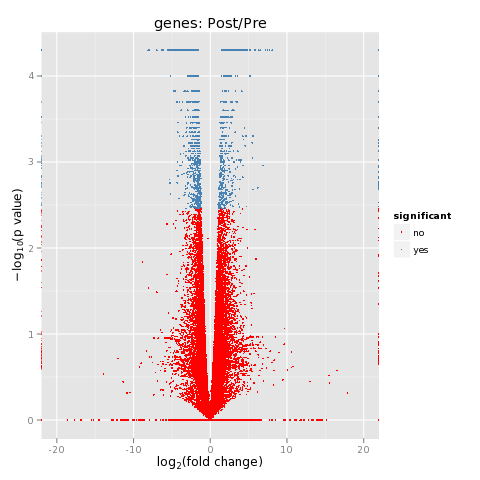 genes: Post/Pre
4
3
2
1
0
−log10(p value)
-20 -10 0 10 20
log2(fold change)
significant
no
yes